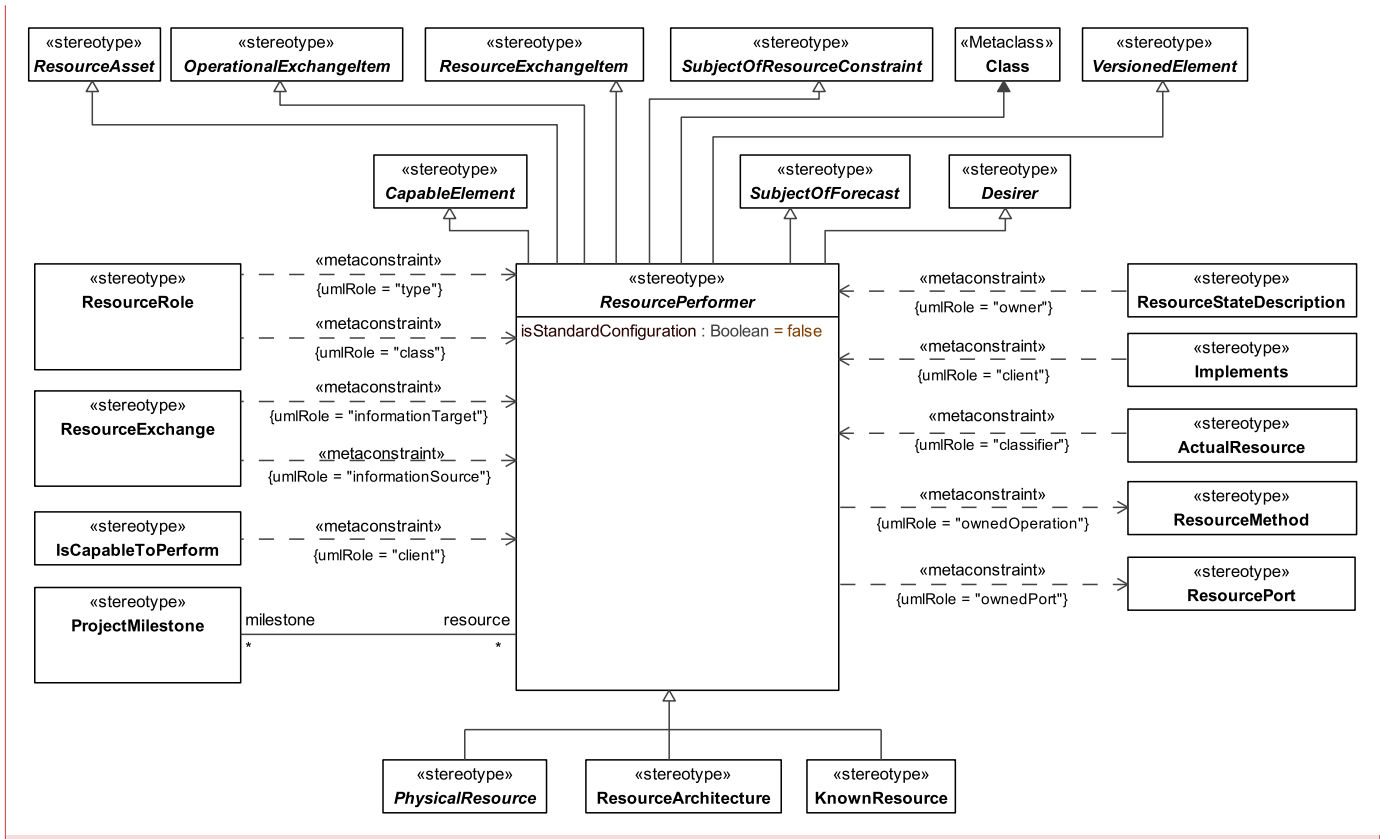 «stereotype»
ResourceAsset
«stereotype»
OperationalExchangeItem
«stereotype»
ResourceExchangeItem
«stereotype»
SubjectOfResourceConstraint
«Metaclass»
Class
«stereotype»
VersionedElement
«stereotype»
CapableElement
«stereotype»
SubjectOfForecast
«stereotype»
Desirer
«stereotype»
ResourceRole
«metaconstraint»
{umlRole = "type"}
«metaconstraint»
{umlRole = "class"}
«stereotype»
ResourceExchange
«metaconstraint»
{umlRole = "informationTarget"}
«metaconstraint»
{umlRole = "informationSource"}
«stereotype»
IsCapableToPerform
«metaconstraint»
{umlRole = "client"}
«stereotype»
ProjectMilestone
milestone
*
resource
*
«stereotype»
ResourcePerformer
isStandardConfiguration : Boolean = false
«metaconstraint»
{umlRole = "owner"}
«stereotype»
ResourceStateDescription
«metaconstraint»
{umlRole = "client"}
«stereotype»
Implements
«metaconstraint»
{umlRole = "classifier"}
«stereotype»
ActualResource
«metaconstraint»
{umlRole = "ownedOperation"}
«stereotype»
ResourceMethod
«metaconstraint»
{umlRole = "ownedPort"}
«stereotype»
ResourcePort
«stereotype»
PhysicalResource
«stereotype»
ResourceArchitecture
«stereotype»
KnownResource